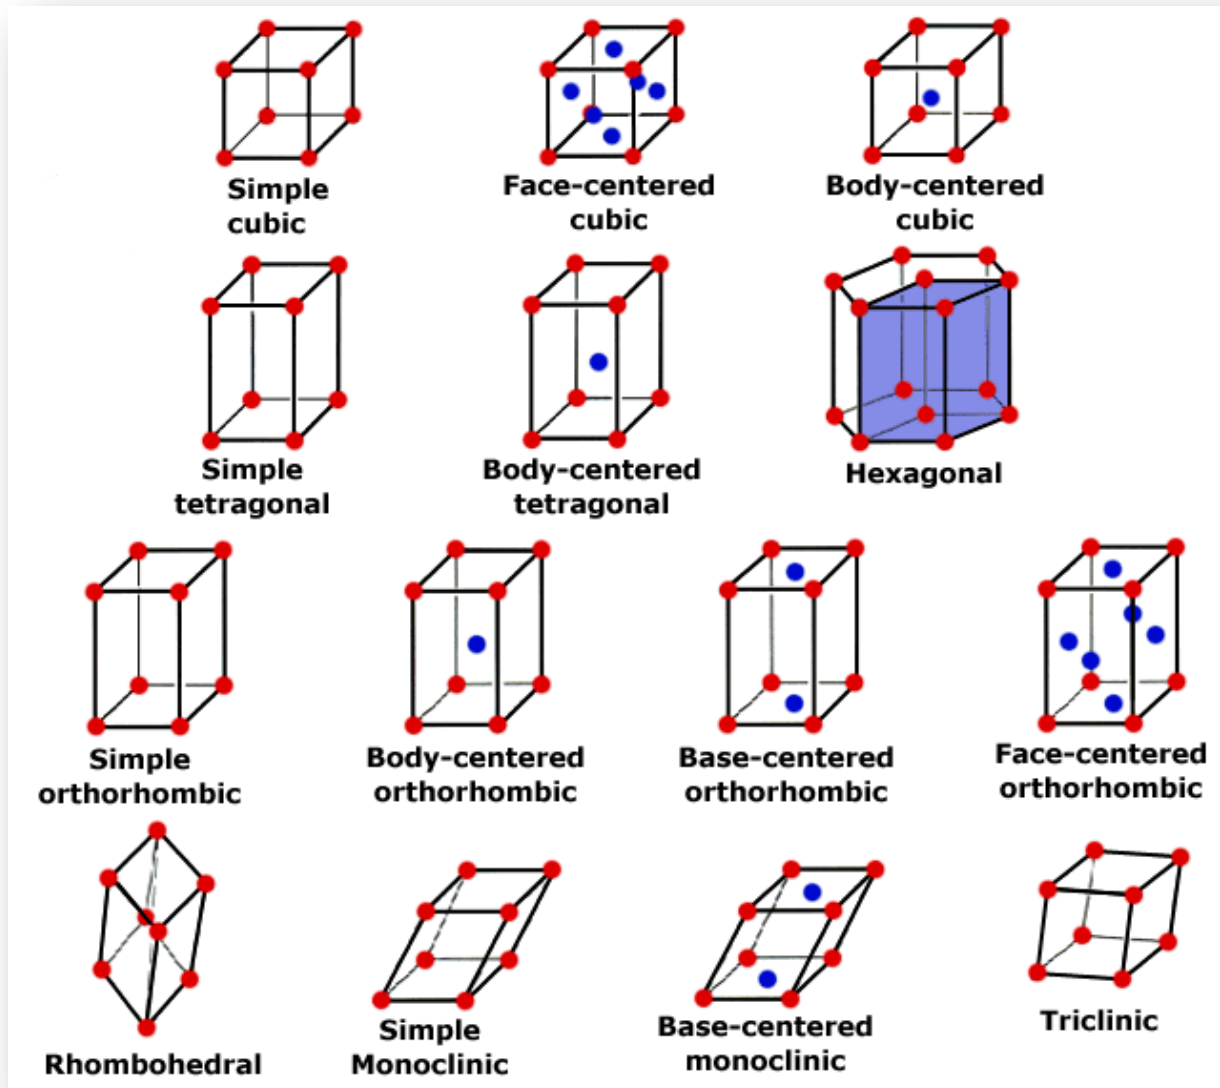 Simple
cubic
Face-centered
cubic
Body-centered
cubic
Simple
tetragonal
Body-centered
tetragonal
Hexagonal
Simple
orthorhombic
Body-centered
orthorhombic
Base-centered
orthorhombic
Face-centered
orthorhombic
Rhombohedral
Simple
Monoclinic
Base-centered
monoclinic
Triclinic